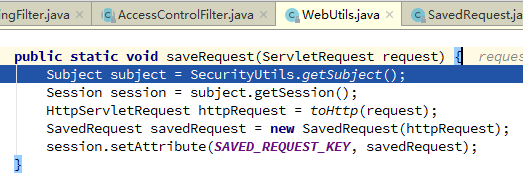 ngFilter.java × AccessControlFilter.java × WebUtils.java × SavedRequest.j
public static void saveRequest(ServletRequest request) { reques
Subject subject = SecurityUtils.getSubject();
Session session = subject.getSession();
HttpServletRequest httpRequest = toHttp(request);
SavedRequest savedRequest = new SavedRequest(httpRequest);
session.setAttribute(SAVED_REQUEST_KEY, savedRequest);
}